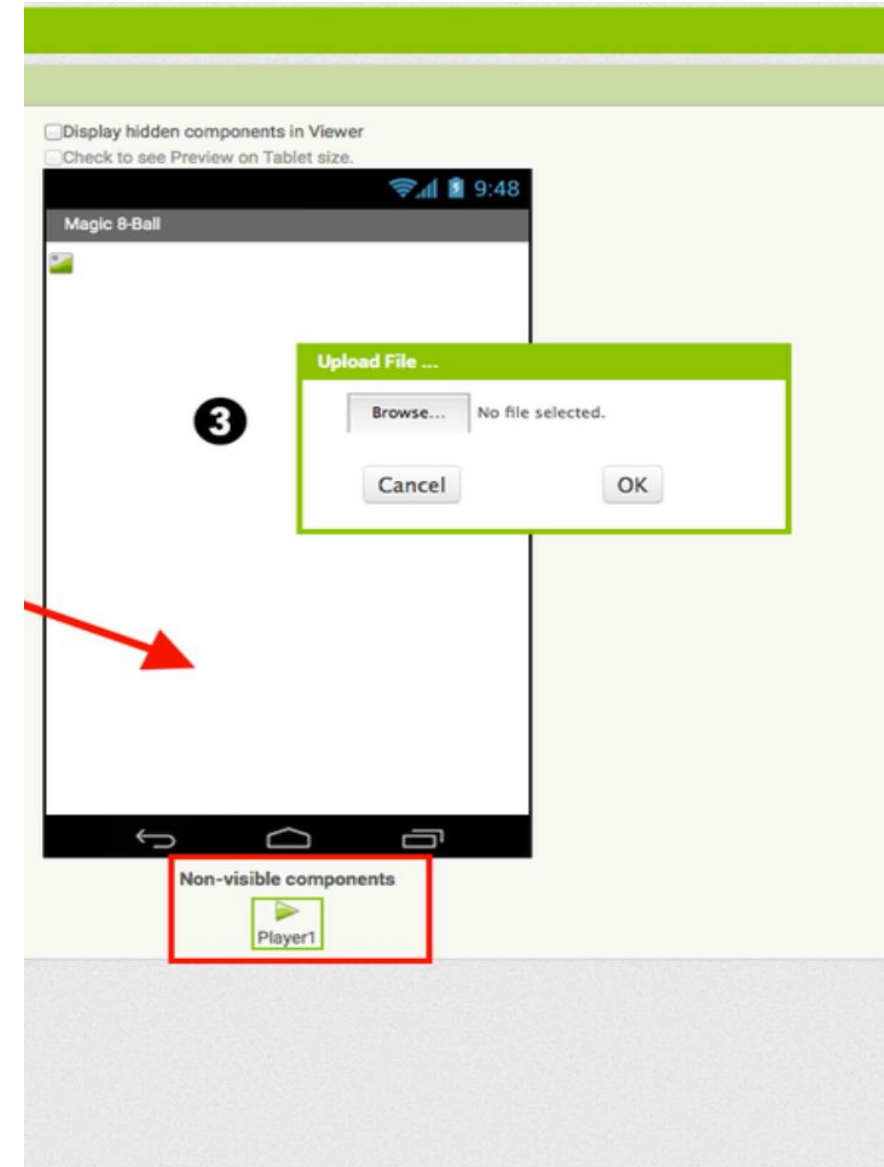 Display hidden components in Viewer
Check to see Preview on Tablet size.
9:48
Magic 8-Ball
Upload File ...
3
Browse... No file selected.
Cancel OK
Non-visible components
Player1